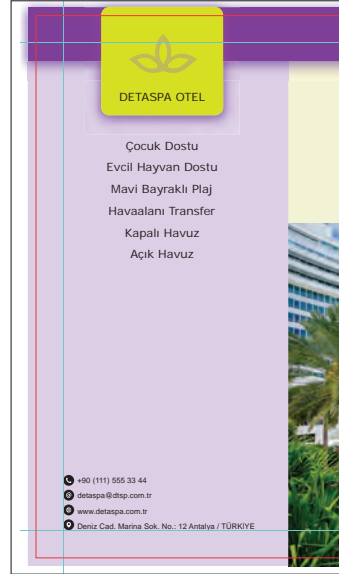 DETASPA OTEL
Çocuk Dostu
Evcil Hayvan Dostu
Mavi Bayraklı Plaj
Havaalanı Transfer
Kapalı Havuz
Açık Havuz
+90 (111) 555 33 44
detaspa@dtsp.com.tr
www.detaspa.com.tr
Deniz Cad. Marina Sok. No.: 12 Antalya / TÜRKİYE